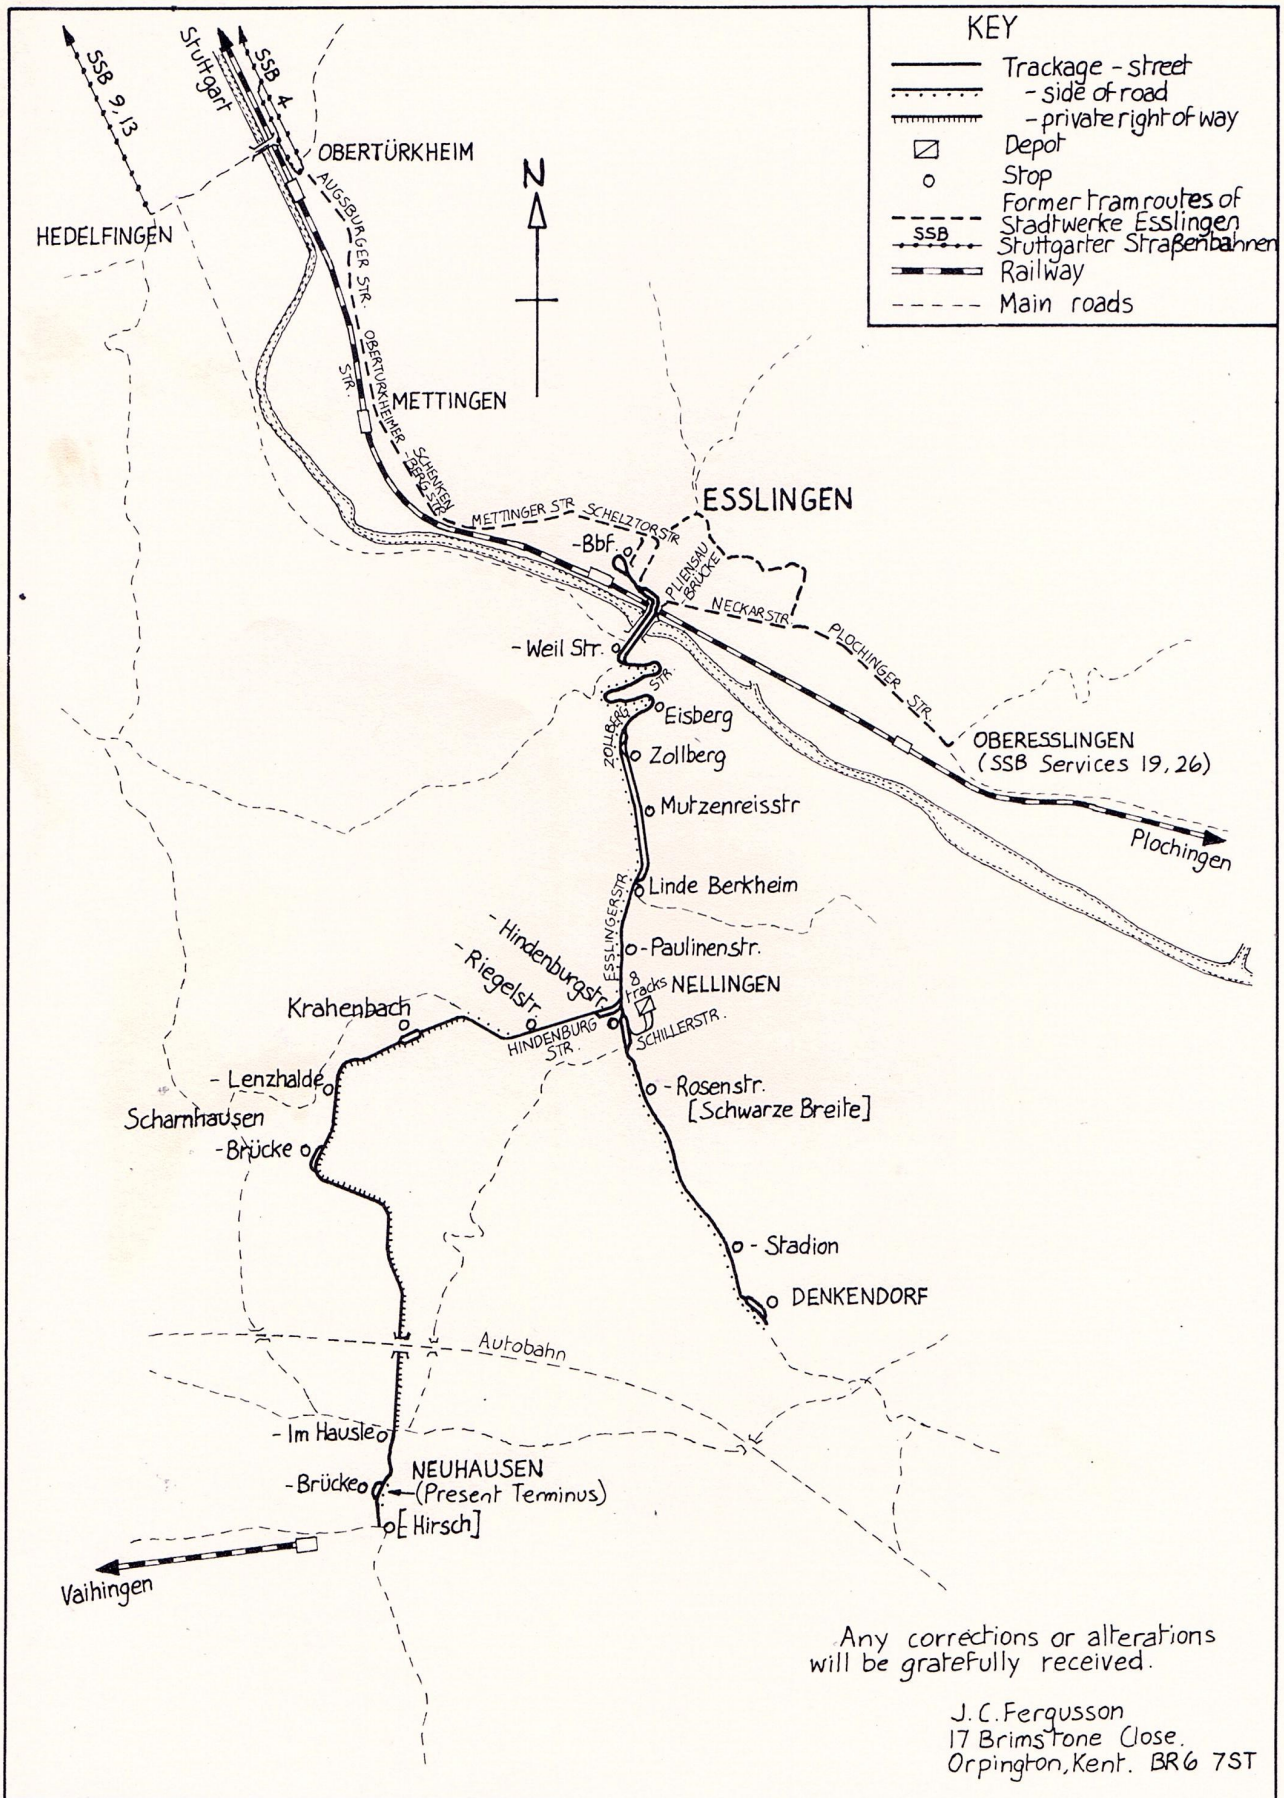 KEY
Trackage - street
- side of road
- private right of way
Depot
Stop
Former tram routes of
Stadtwerke Esslingen
SSB
Stuttgarter Straßenbahnen
Railway
Main roads
SSB 9,13
Stuttgart
SSB 4
OBERTÜRKHEIM
HEDELFINGEN
N
AUGSBURGER STR.
OBERTURKHEIMER
STR.
METTINGEN
SCHENKEN
-BERG STR.
METTINGER STR
SCHELZTORSTR
ESSLINGEN
-Bbf.
PLIENSAU
-BRÜCKE
NECKARSTR.
PLOCHINGER STR.
-Weil Str.
ZOLLBERG
STR.
Eisberg
Zollberg
OBERESSLINGEN
(SSB Services 19,26)
Mutzenreisstr
Plochingen
Linde Berkheim
ESSLINGERSTR.
- Paulinenstr.
- Hindenburgstr.
- Riegelstr.
8
tracks
NELLINGEN
Krahenbach
HINDENBURG
STR.
SCHILLERSTR.
- Lenzhalde
- Rosenstr.
[Schwarze Breite]
Scharnhausen
-Brücke
- Stadion
DENKENDORF
Autobahn
- Im Hausle
-Brücke
NEUHAUSEN
(Present Terminus)
[-Hirsch]
Vaihingen
Any corrections or alterations
will be gratefully received.
J.C.Fergusson
17 Brimstone Close.
Orpington, Kent. BR6 7ST